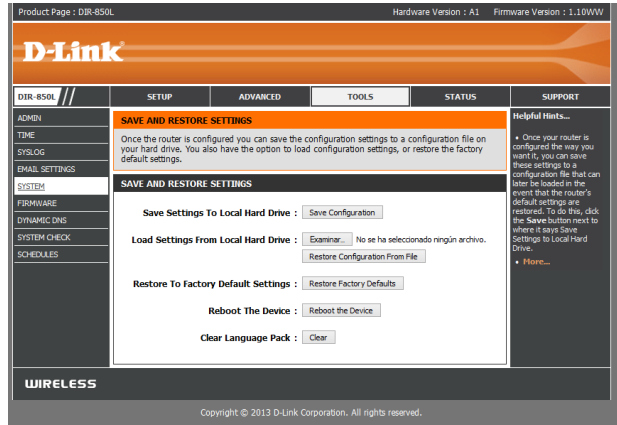 Product Page : DIR-850L
Hardware Version : A1
Firmware Version : 1.10WW
D-Link
DIR-850L
SETUP
ADVANCED
TOOLS
STATUS
SUPPORT
ADMIN
TIME
SYSLOG
EMAIL SETTINGS
SYSTEM
FIRMWARE
DYNAMIC DNS
SYSTEM CHECK
SCHEDULES
SAVE AND RESTORE SETTINGS
Once the router is configured you can save the configuration settings to a configuration file on
your hard drive. You also have the option to load configuration settings, or restore the factory
default settings.
SAVE AND RESTORE SETTINGS
Save Settings To Local Hard Drive : Save Configuration
Load Settings From Local Hard Drive : Examinar... No se ha seleccionado ningún archivo.
Restore Configuration From File
Restore To Factory Default Settings : Restore Factory Defaults
Reboot The Device : Reboot the Device
Clear Language Pack : Clear
Helpful Hints...
• Once your router is
configured the way you
want it, you can save
these settings to a
configuration file that can
later be loaded in the
event that the router's
default settings are
restored. To do this, click
the Save button next to
where it says Save
Settings to Local Hard
Drive.
• More...
WIRELESS
Copyright © 2013 D-Link Corporation. All rights reserved.